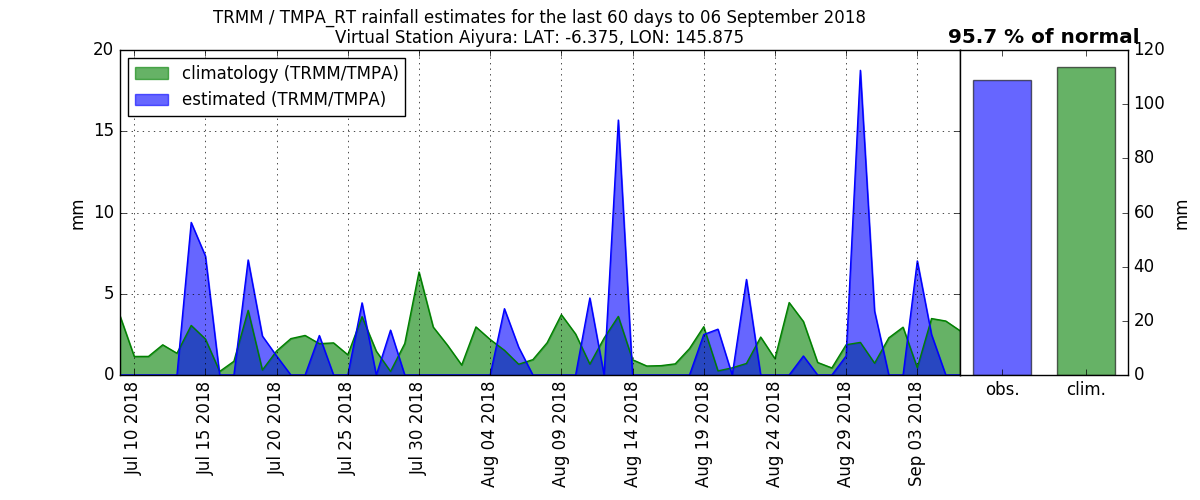 TRMM / TMPA_RT rainfall estimates for the last 60 days to 06 September 2018
Virtual Station Aiyura: LAT: -6.375, LON: 145.875
95.7 % of normal
climatology (TRMM/TMPA)
estimated (TRMM/TMPA)
20
15
10
5
0
mm
Jul 10 2018
Jul 15 2018
Jul 20 2018
Jul 25 2018
Jul 30 2018
Aug 04 2018
Aug 09 2018
Aug 14 2018
Aug 19 2018
Aug 24 2018
Aug 29 2018
Sep 03 2018
obs.
clim.
120
100
80
60
40
20
0
mm